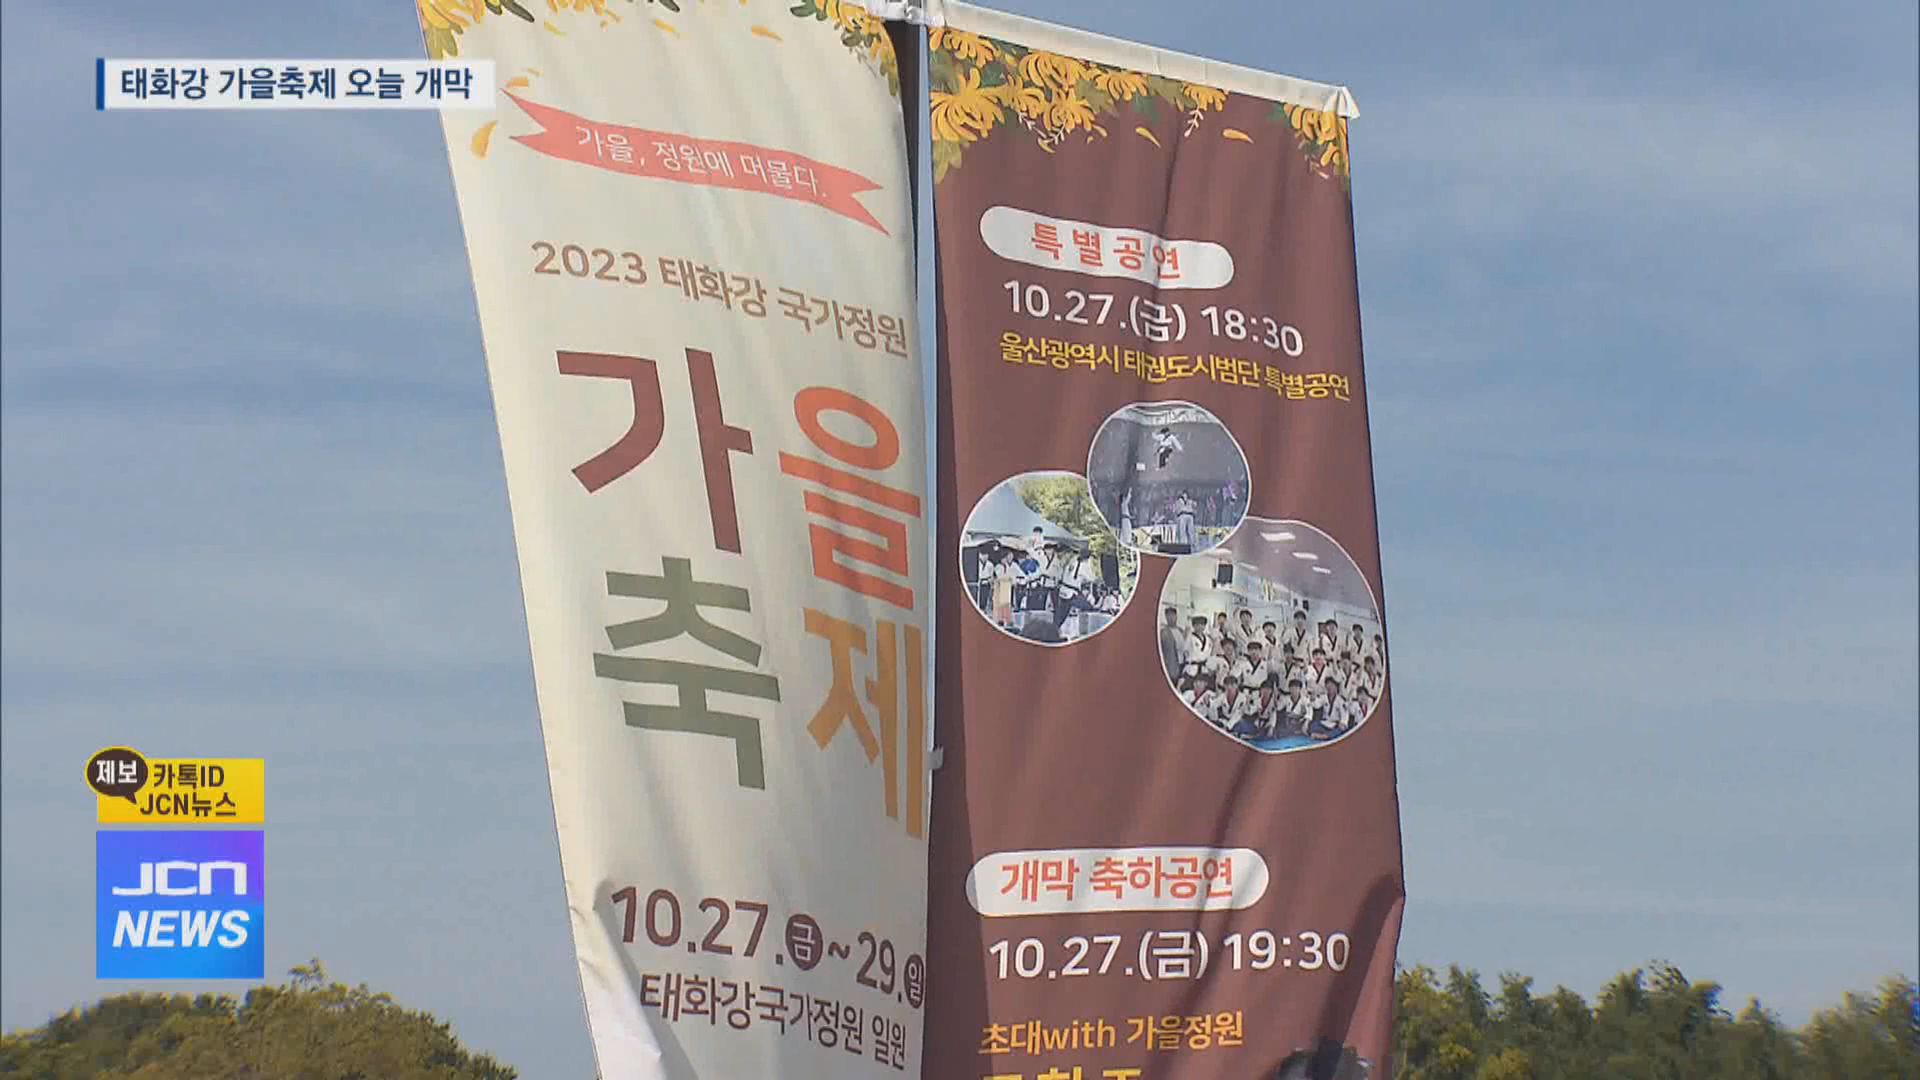 태화강 가을축제 오늘 개막
가을, 정원에 머물다.
2023 태화강 국가정원
가을
축제
10.27.금~29.일
태화강국가정원 일원
특별공연
10.27.(금) 18:30
울산광역시 태권도시범단 특별공연
개막 축하공연
10.27.(금) 19:30
초대with 가을정원
제보
카톡ID
JCN뉴스
JCN
NEWS